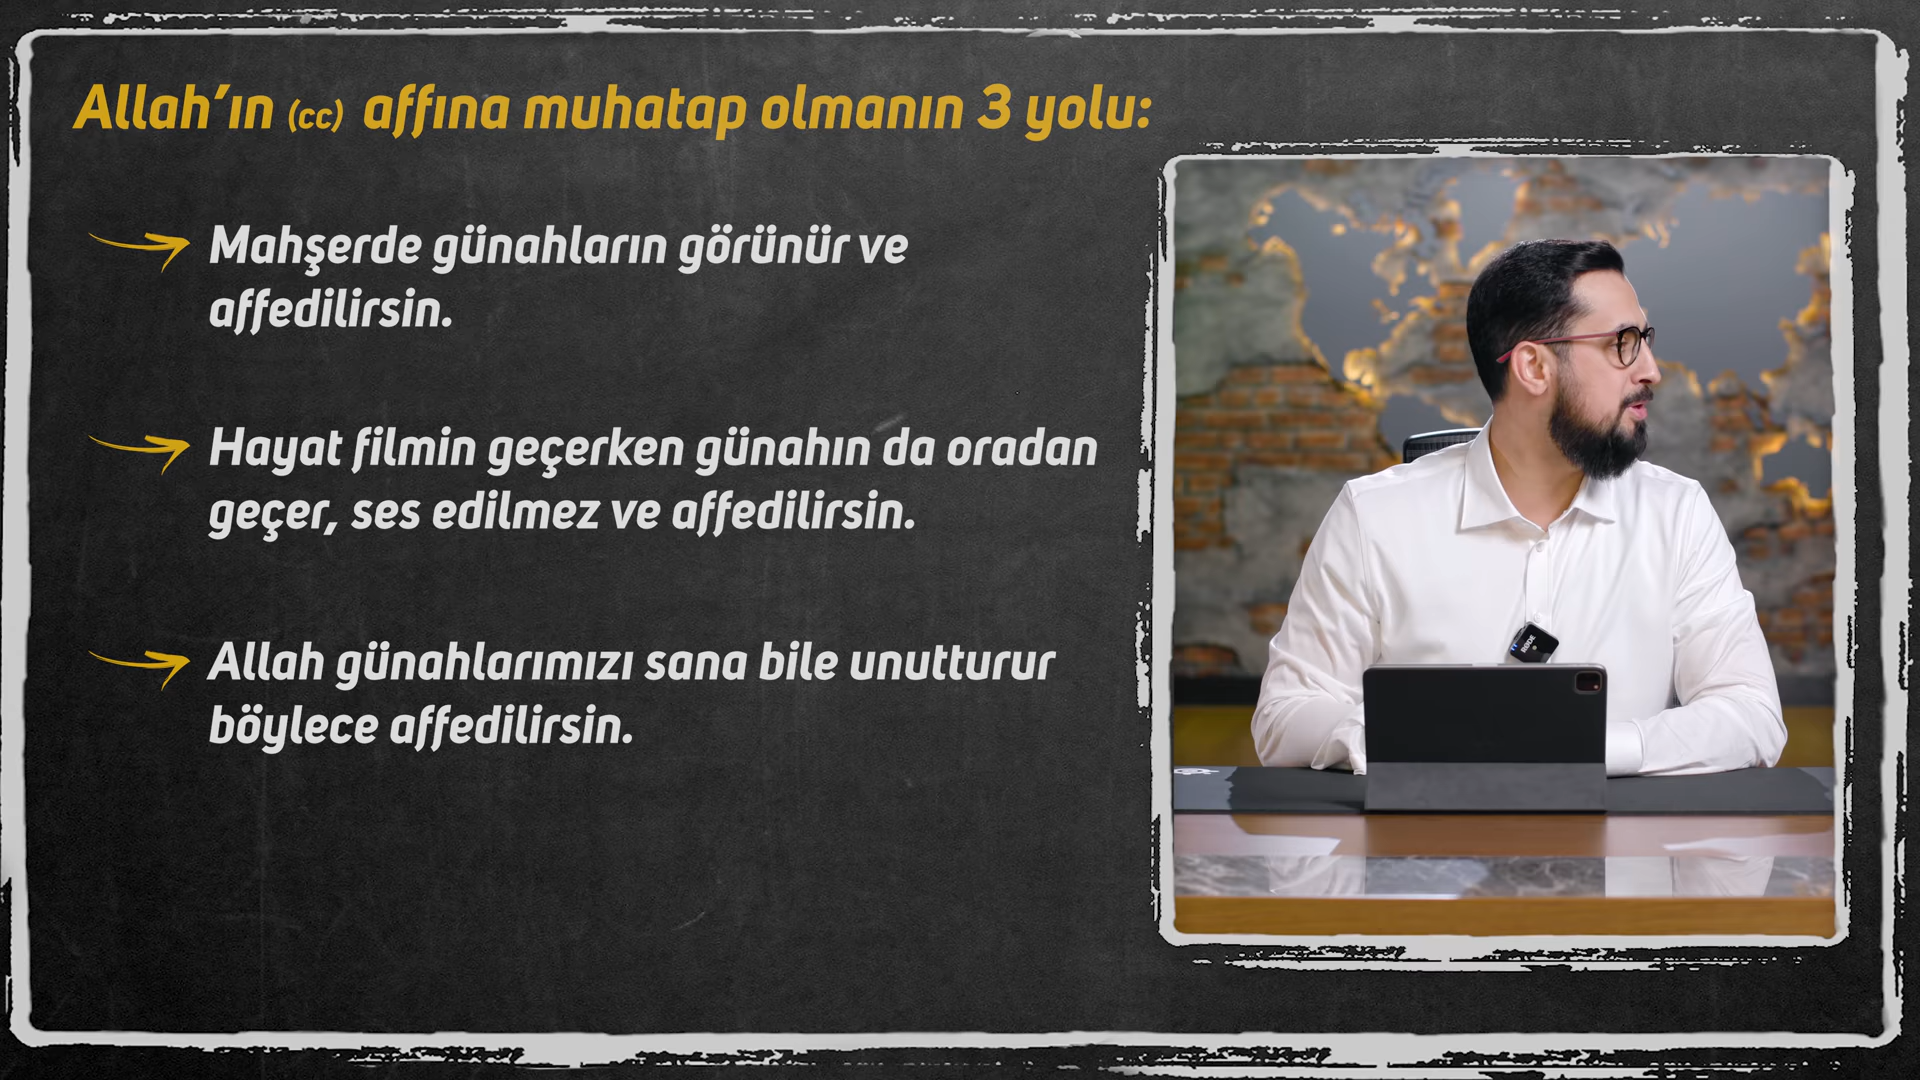 Allah’ın (cc) affına muhatap olmanın 3 yolu:
Mahşerde günahların görünür ve
affedilirsin.
Hayat filmin geçerken günahın da oradan
geçer, ses edilmez ve affedilirsin.
Allah günahlarımızı sana bile unutturur
böylece affedilirsin.
RØDE